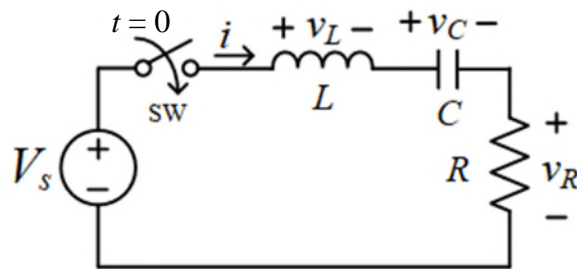 t = 0
i
+ v_L −
+ v_C −
SW
L
C
V_s
+
−
R
+
v_R
−